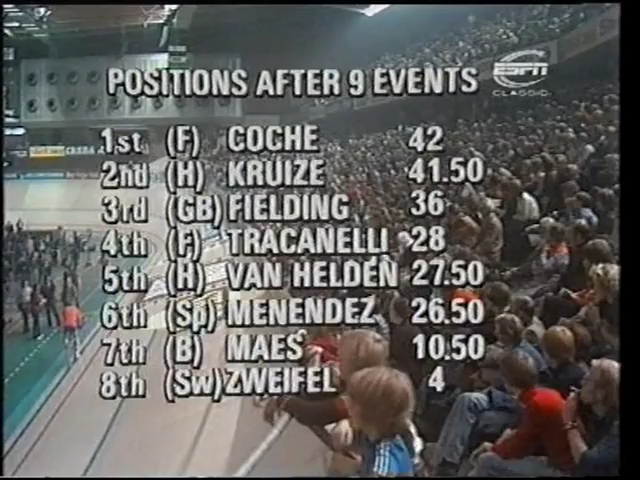 POSITIONS AFTER 9 EVENTS
ESPN
CLASSIC
1st (F) COCHE 42
2nd (H) KRUIZE 41.50
3rd (GB) FIELDING 36
4th (F) TRACANELLI 28
5th (H) VAN HELDEN 27.50
6th (Sp) MENENDEZ 26.50
7th (B) MAES 10.50
8th (Sw) ZWEIFEL 4